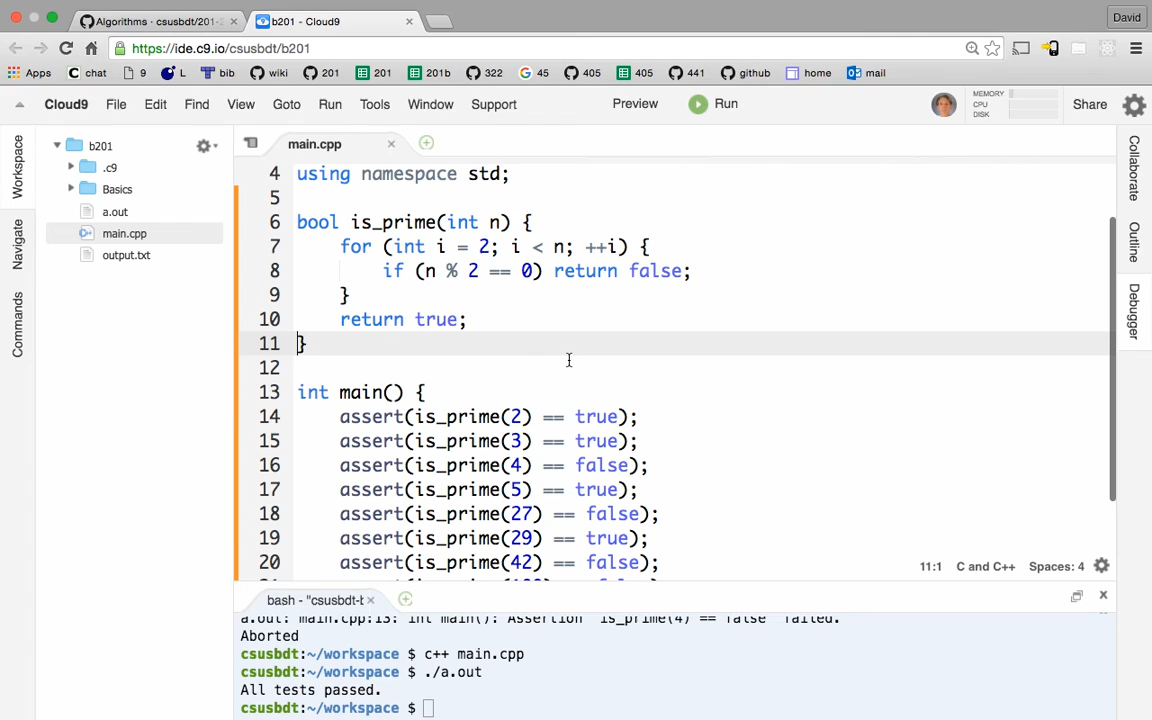 Algorithms · csusbdt/201-2
b201 - Cloud9
David
https://ide.c9.io/csusbdt/b201
Apps chat 9 L bib wiki 201 201 201b 322 45 405 405 441 github home mail
Cloud9 File Edit Find View Goto Run Tools Window Support Preview Run MEMORY CPU DISK Share
Workspace
Navigate
Commands
b201
.c9
Basics
a.out
main.cpp
output.txt
main.cpp
4 using namespace std;
5
6 bool is_prime(int n) {
7     for (int i = 2; i < n; ++i) {
8         if (n % 2 == 0) return false;
9     }
10     return true;
11 }
12
13 int main() {
14     assert(is_prime(2) == true);
15     assert(is_prime(3) == true);
16     assert(is_prime(4) == false);
17     assert(is_prime(5) == true);
18     assert(is_prime(27) == false);
19     assert(is_prime(29) == true);
20     assert(is_prime(42) == false);
11:1 C and C++ Spaces: 4
Collaborate
Outline
Debugger
bash - "csusbdt-b
a.out: main.cpp:13: int main(): Assertion `is_prime(4) == false' failed.
Aborted
csusbdt:~/workspace $ c++ main.cpp
csusbdt:~/workspace $ ./a.out
All tests passed.
csusbdt:~/workspace $